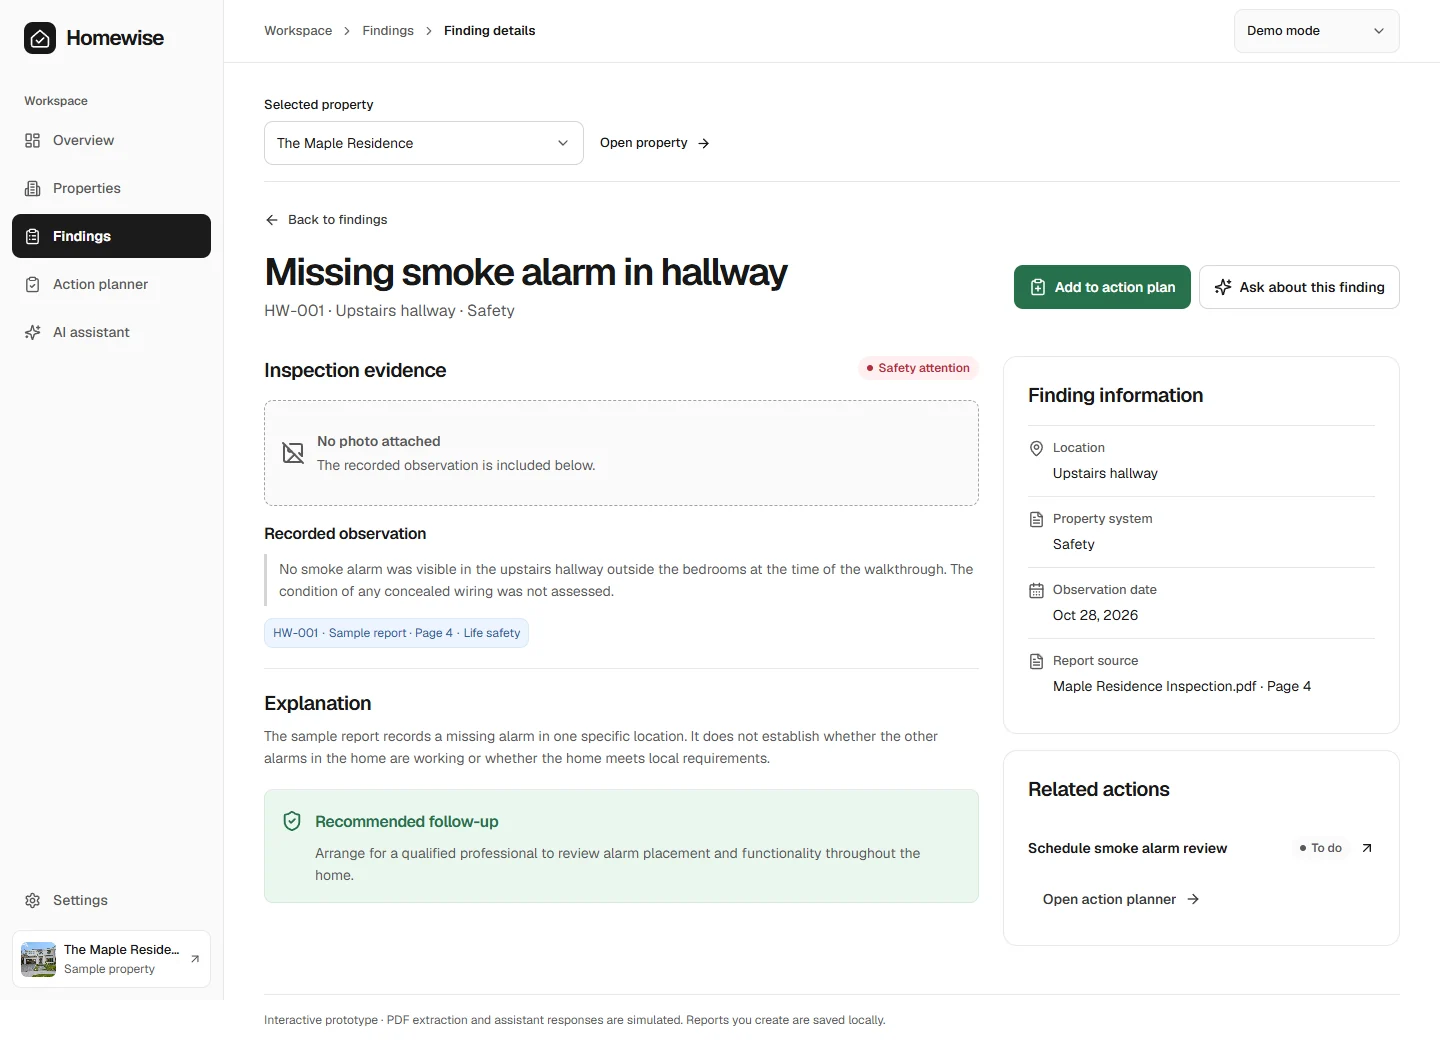 Homewise
Workspace
Overview
Properties
Findings
Action planner
AI assistant
Settings
The Maple Reside...
Sample property
Workspace > Findings > Finding details
Demo mode
Selected property
The Maple Residence
Open property →
← Back to findings
Missing smoke alarm in hallway
HW-001 · Upstairs hallway · Safety
Add to action plan
Ask about this finding
Inspection evidence
Safety attention
No photo attached
The recorded observation is included below.
Recorded observation
No smoke alarm was visible in the upstairs hallway outside the bedrooms at the time of the walkthrough. The
condition of any concealed wiring was not assessed.
HW-001 · Sample report · Page 4 · Life safety
Explanation
The sample report records a missing alarm in one specific location. It does not establish whether the other
alarms in the home are working or whether the home meets local requirements.
Recommended follow-up
Arrange for a qualified professional to review alarm placement and functionality throughout the
home.
Finding information
Location
Upstairs hallway
Property system
Safety
Observation date
Oct 28, 2026
Report source
Maple Residence Inspection.pdf · Page 4
Related actions
Schedule smoke alarm review
To do
Open action planner →
Interactive prototype · PDF extraction and assistant responses are simulated. Reports you create are saved locally.